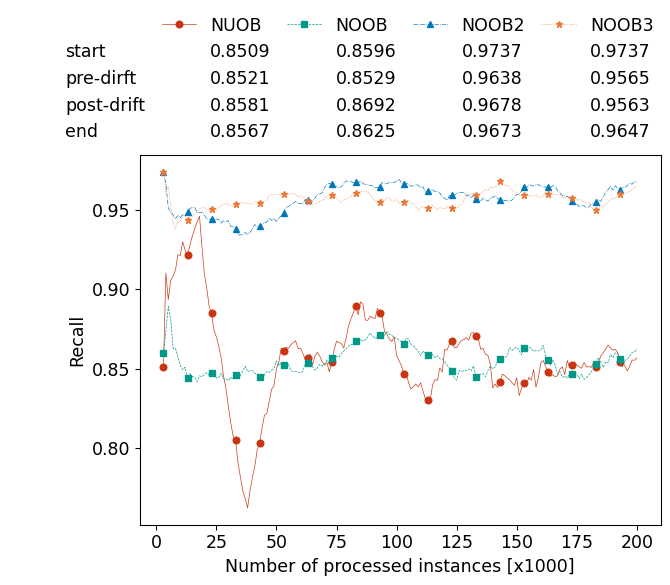 NUOB NOOB NOOB2 NOOB3
start 0.8509 0.8596 0.9737 0.9737
pre-dirft 0.8521 0.8529 0.9638 0.9565
post-drift 0.8581 0.8692 0.9678 0.9563
end 0.8567 0.8625 0.9673 0.9647
0.95
0.90
0.85
0.80
Recall
0 25 50 75 100 125 150 175 200
Number of processed instances [x1000]